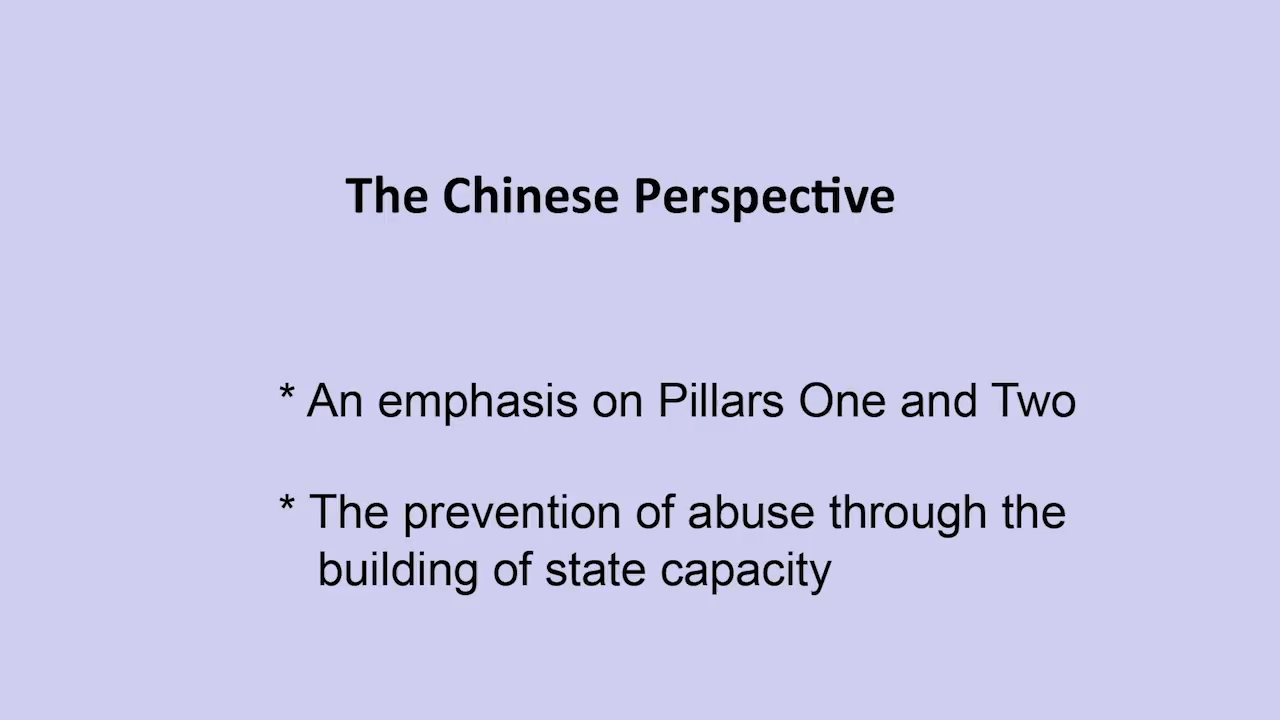 The Chinese Perspective
* An emphasis on Pillars One and Two
* The prevention of abuse through the
building of state capacity